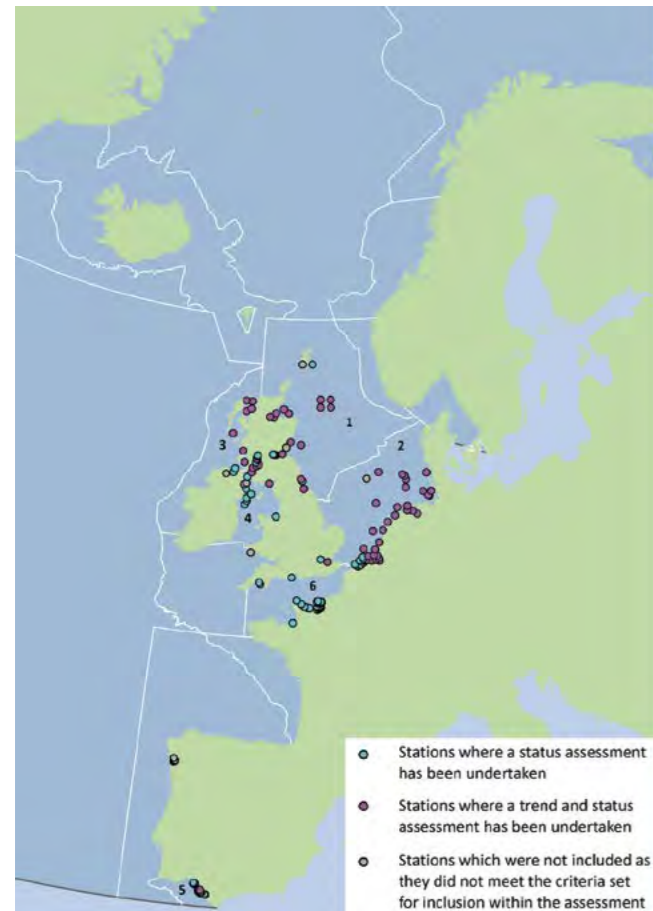 1
2
3
4
6
5
Stations where a status assessment
has been undertaken
Stations where a trend and status
assessment has been undertaken
Stations which were not included as
they did not meet the criteria set
for inclusion within the assessment